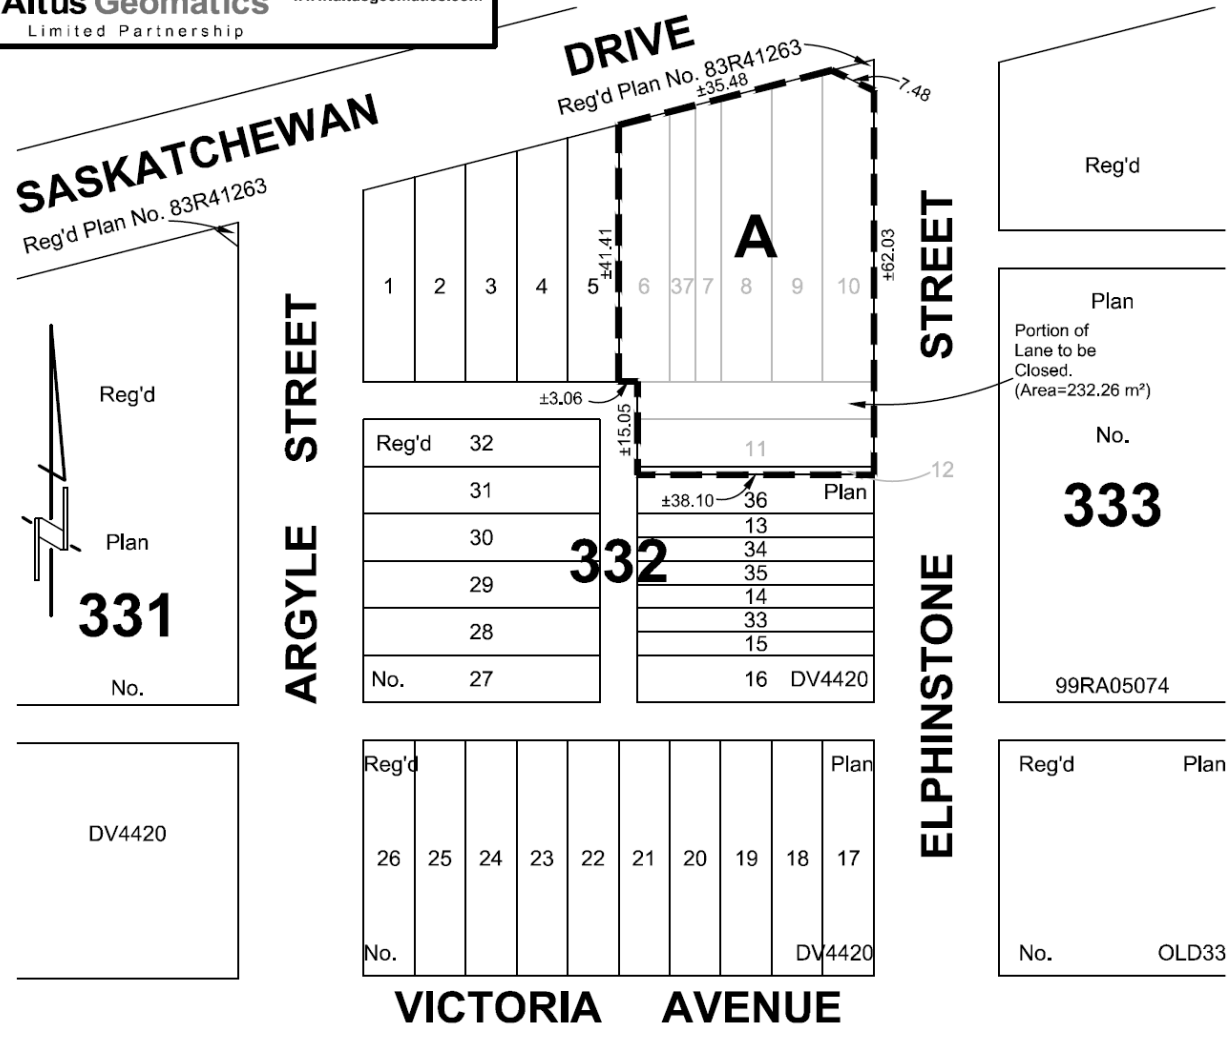 Altus Geomatics
Limited Partnership
SASKATCHEWAN DRIVE
Reg'd Plan No. 83R41263
Reg'd Plan No. 83R41263
±35.48
7.48
±41.41
±62.03
A
1 2 3 4 5 6 37 7 8 9 10
±3.06
±15.05
±38.10
11
12
Portion of
Lane to be
Closed.
(Area=232.26 m²)
ARGYLE STREET
ELPHINSTONE STREET
Reg'd
Plan
331
No.
DV4420
Reg'd 32
31
30
29
28
No. 27
332
36 Plan
13
34
35
14
33
15
16 DV4420
Reg'd Plan
26 25 24 23 22 21 20 19 18 17
No. DV4420
Reg'd
Plan
No.
333
99RA05074
Reg'd Plan
No. OLD33
VICTORIA AVENUE